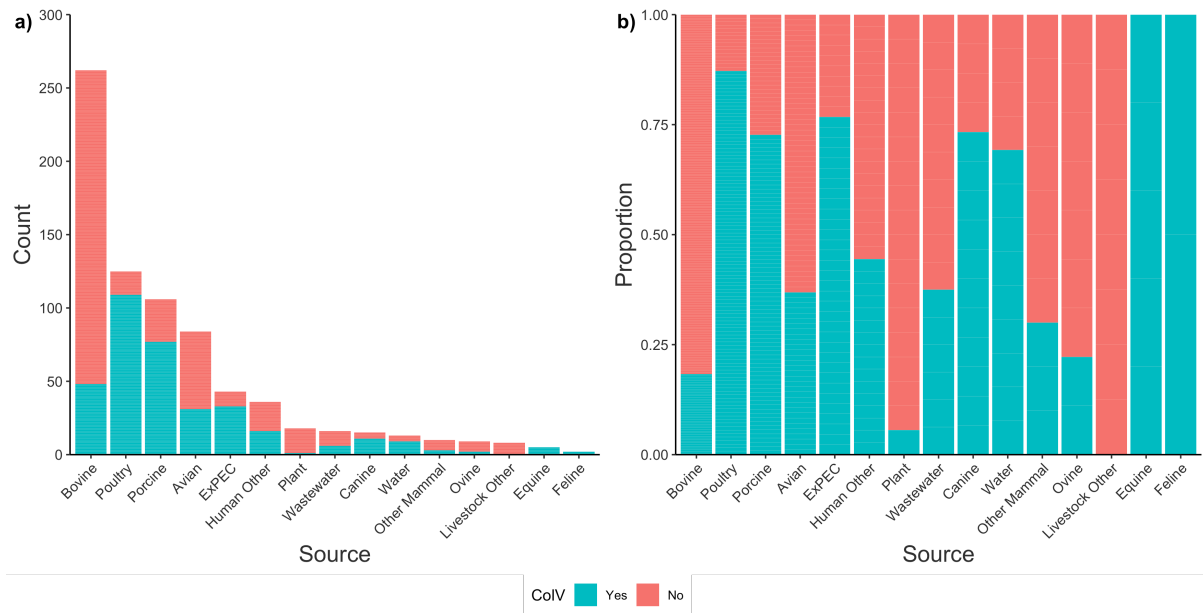 a)
300
250
200
150
100
50
0
Count
Bovine
Poultry
Porcine
Avian
ExPEC
Human Other
Plant
Wastewater
Canine
Water
Other Mammal
Ovine
Livestock Other
Equine
Feline
Source
b)
1.00
0.75
0.50
0.25
0.00
Proportion
Bovine
Poultry
Porcine
Avian
ExPEC
Human Other
Plant
Wastewater
Canine
Water
Other Mammal
Ovine
Livestock Other
Equine
Feline
Source
ColV Yes No